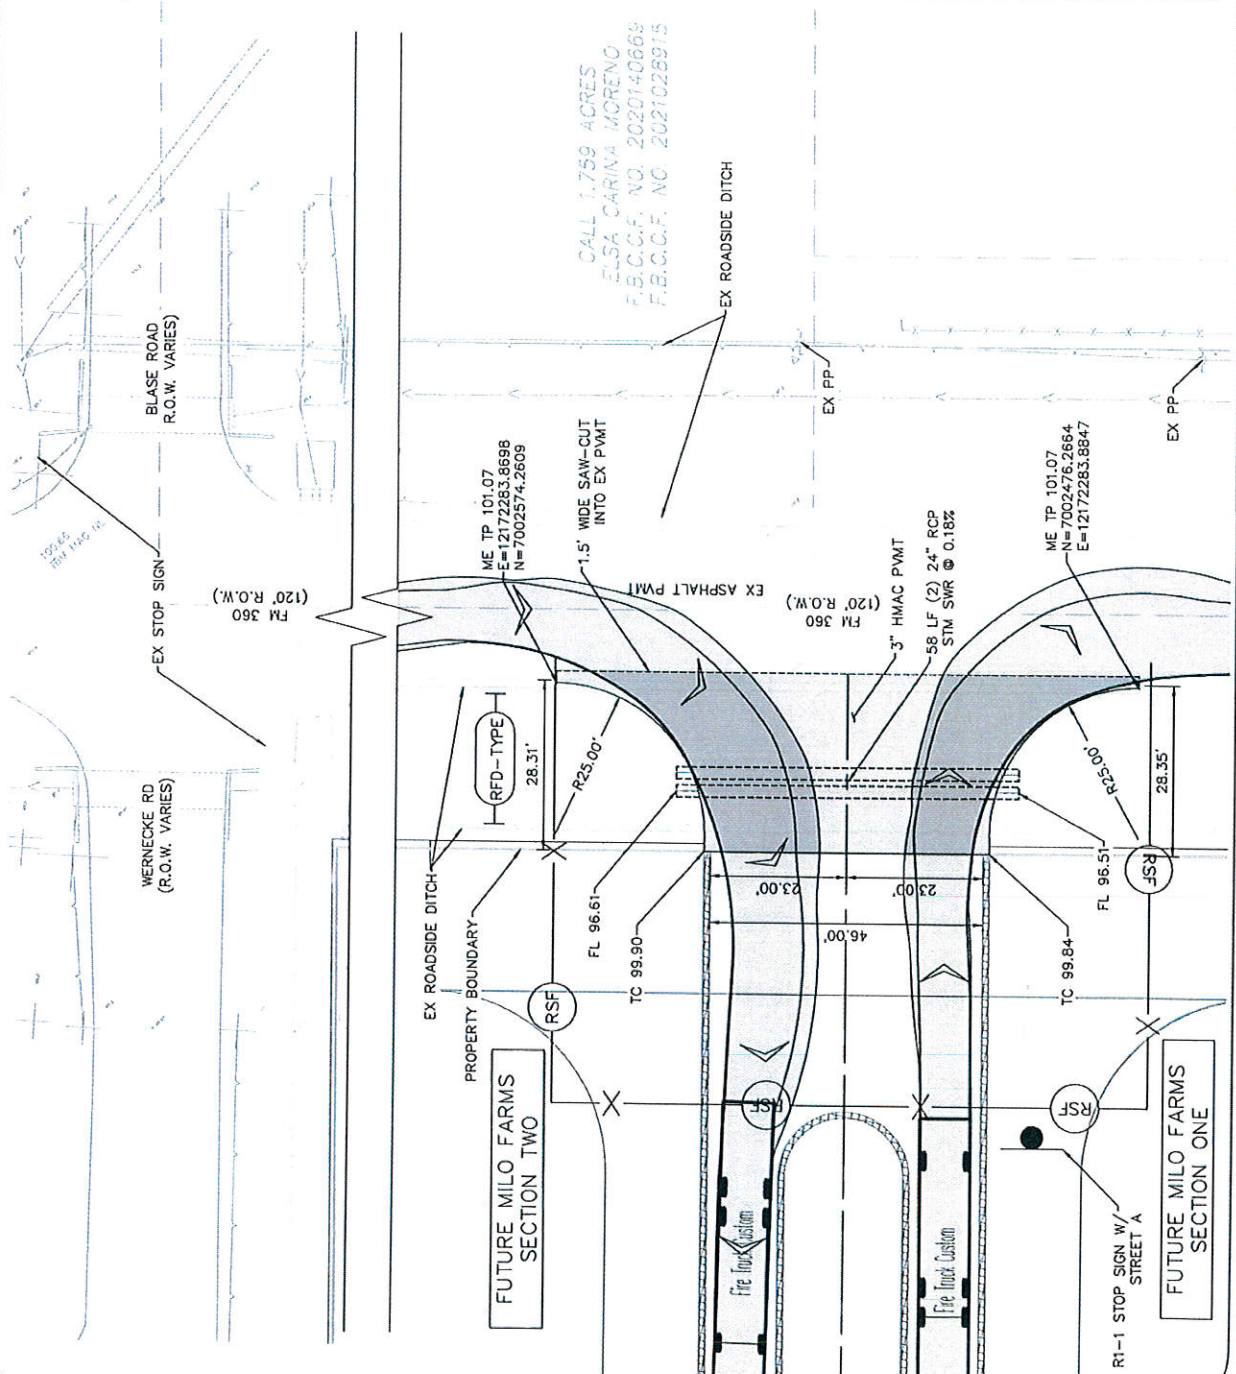 CALL 1.759 ACRES
ELSA CARINA MORENO
F.B.C.C.F. NO. 2020140669
F.B.C.C.F. NO. 2021028915
BLASE ROAD
R.O.W. VARIES)
EX STOP SIGN
FM 360
(120' R.O.W.)
WERNECKE RD
(R.O.W. VARIES)
EX ROADSIDE DITCH
EX PP
EX PP
ME TP 101.07
E=12172283.8698
N=7002574.2609
1.5' WIDE SAW-CUT
INTO EX PVMT
EX ASPHALT PVMT
FM 360
(120' R.O.W.)
3" HMAC PVMT
58 LF (2) 24" RCP
STM SWR @ 0.18%
ME TP 101.07
N=7002476.2664
E=12172283.8847
RFD-TYPE
28.31'
R25.00'
R25.00'
28.35'
EX ROADSIDE DITCH
PROPERTY BOUNDARY
FL 96.61
TC 99.90
23.00'
23.00'
46.00'
FL 96.51
TC 99.84
RSF
RSF
RSF
RSF
FUTURE MILO FARMS
SECTION TWO
Fire Truck Custom
Fire Truck Custom
R1-1 STOP SIGN W/
STREET A
FUTURE MILO FARMS
SECTION ONE